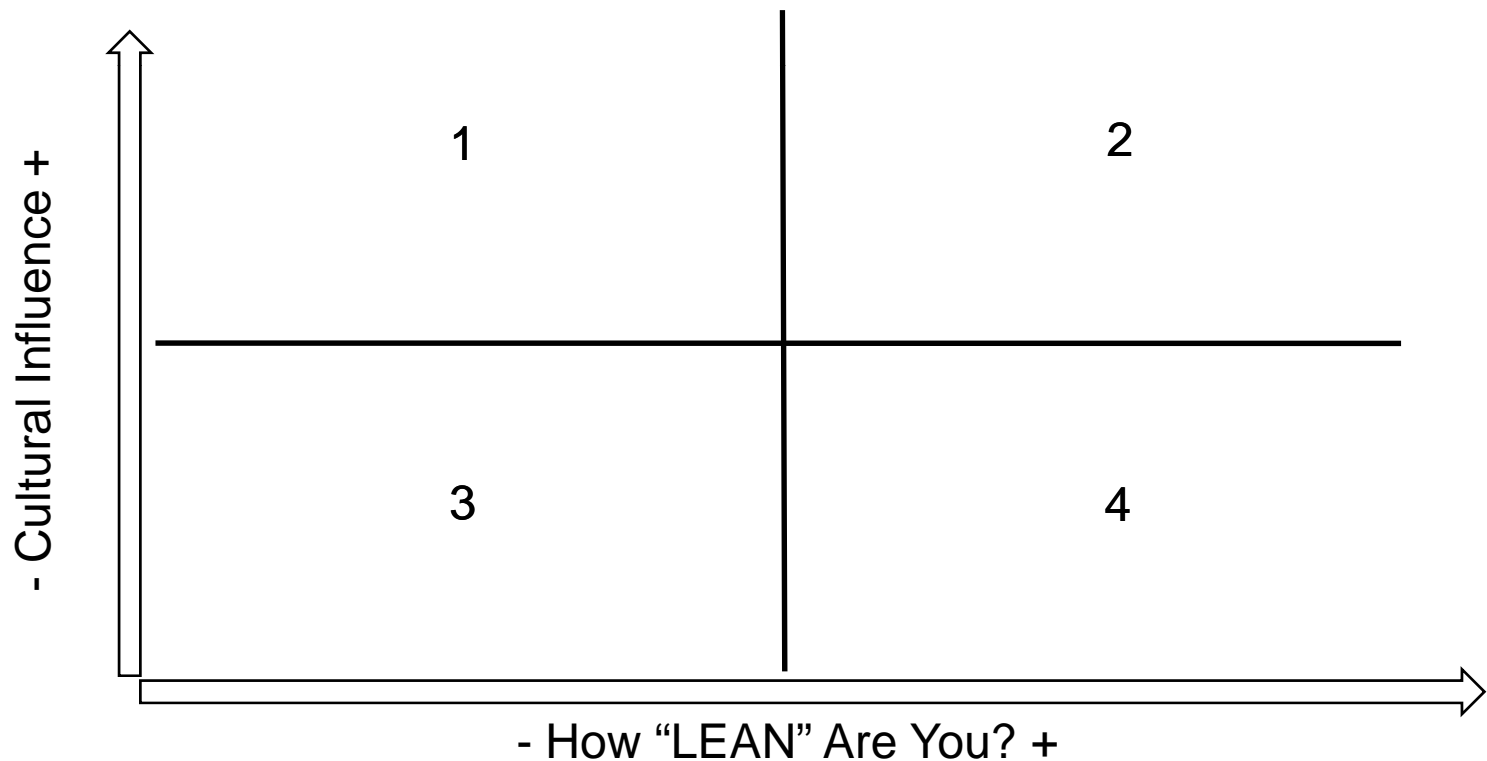 - Cultural Influence +
1
2
3
4
- How “LEAN” Are You? +